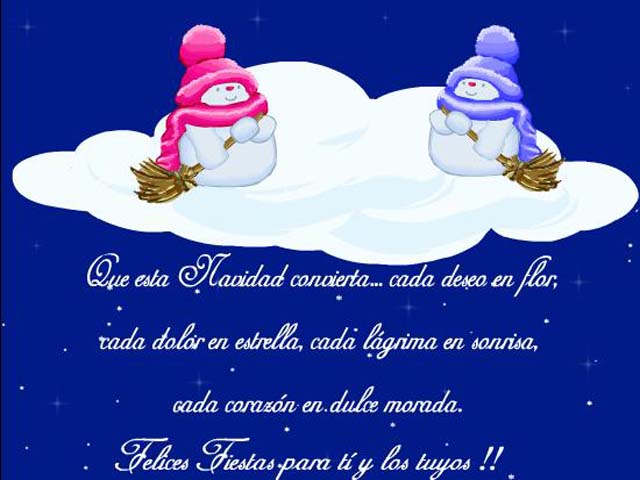 Que esta Navidad convierta... cada deseo en flor,
cada dolor en estrella, cada lágrima en sonrisa,
cada corazón en dulce morada.
Felices Fiestas para tí y los tuyos !!